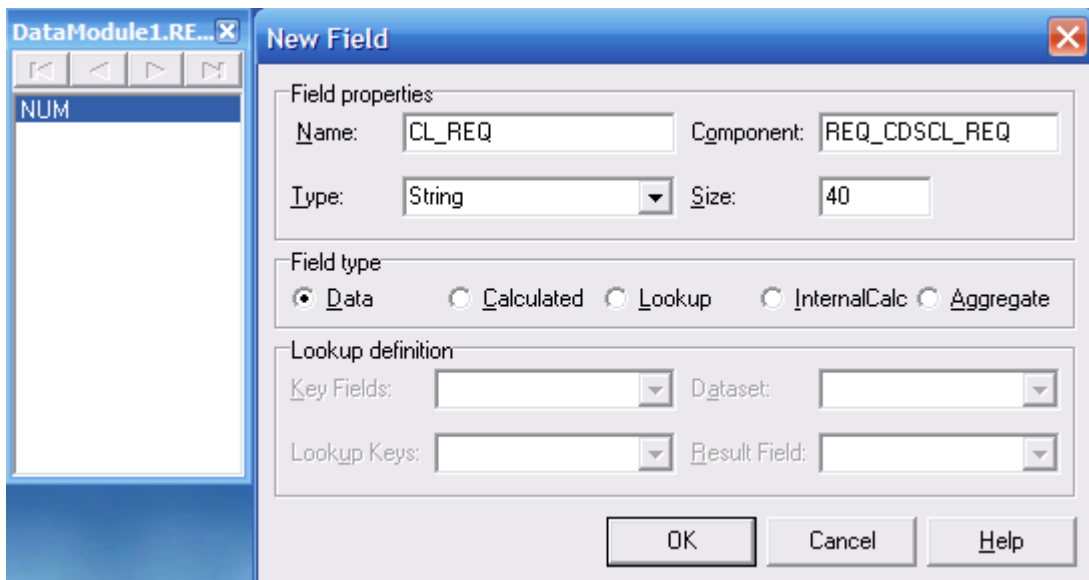 DataModule1.RE...
NUM
New Field
Field properties
Name: CL_REQ Component: REQ_CDSCL_REQ
Type: String Size: 40
Field type
Data Calculated Lookup InternalCalc Aggregate
Lookup definition
Key Fields: Dataset:
Lookup Keys: Result Field:
OK Cancel Help